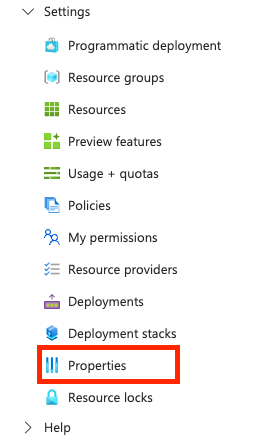 Settings
Programmatic deployment
Resource groups
Resources
Preview features
Usage + quotas
Policies
My permissions
Resource providers
Deployments
Deployment stacks
Properties
Resource locks
Help